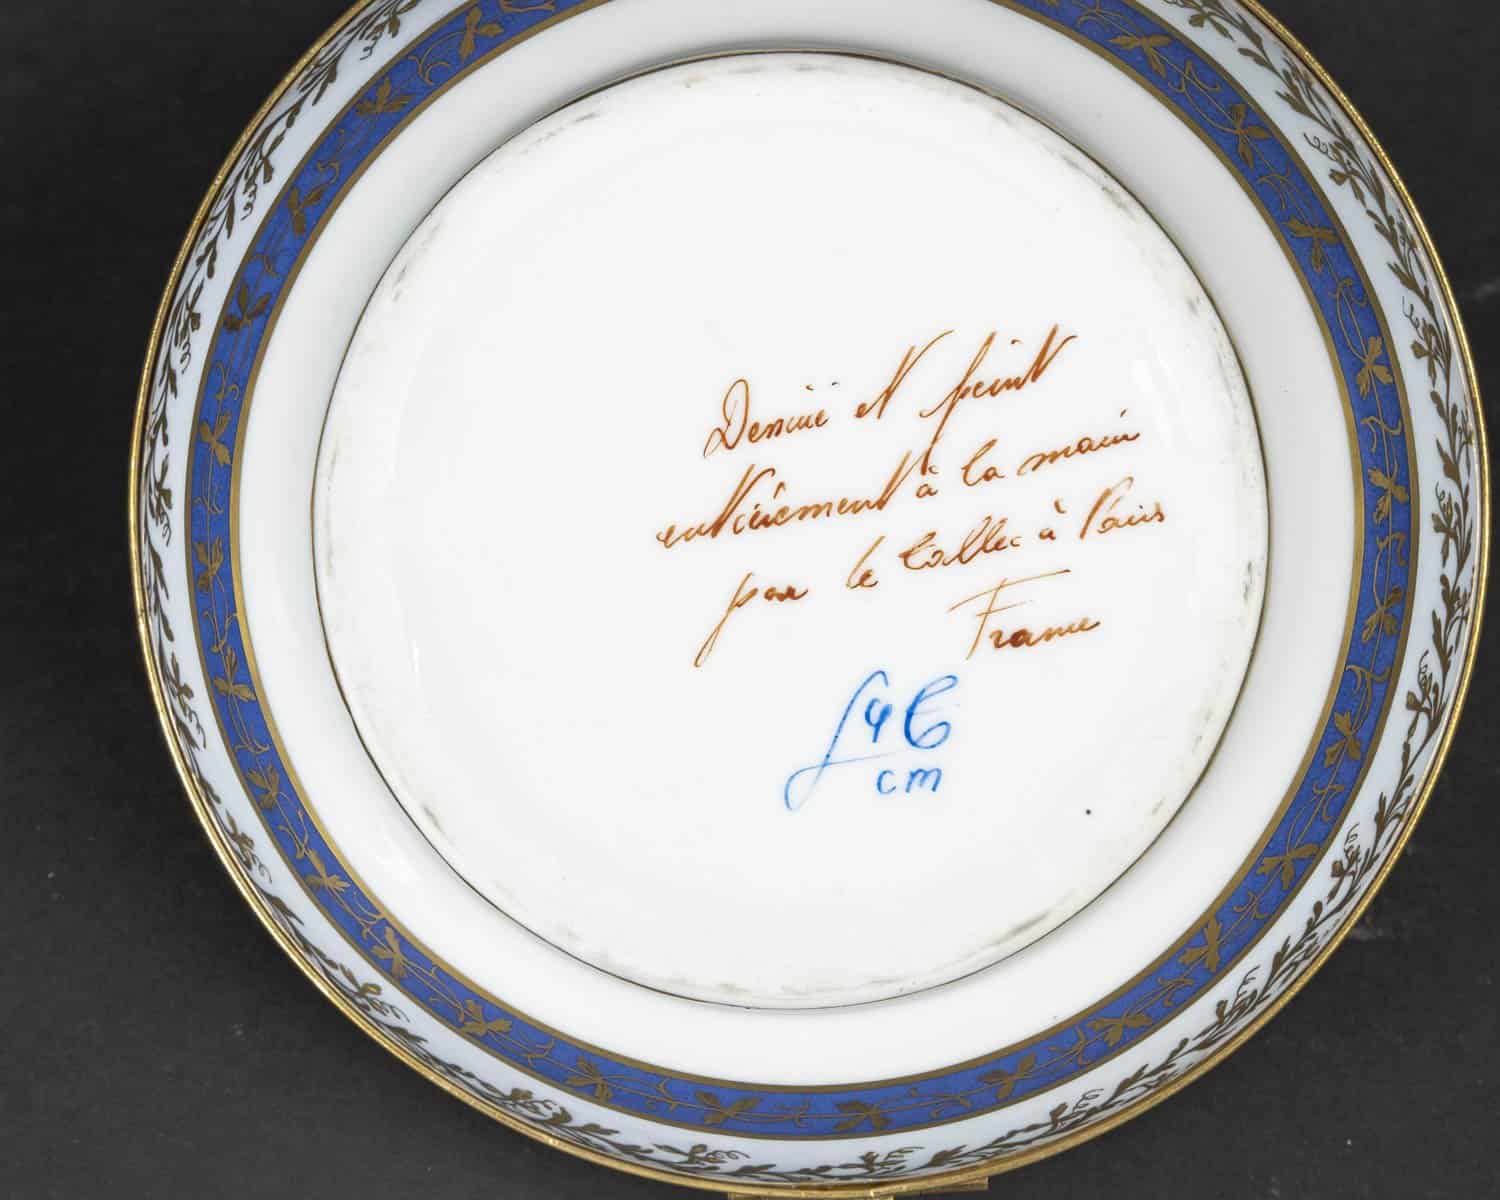 Dessiné et peint
entièrement à la main
par le Tallec à Paris
France
cm